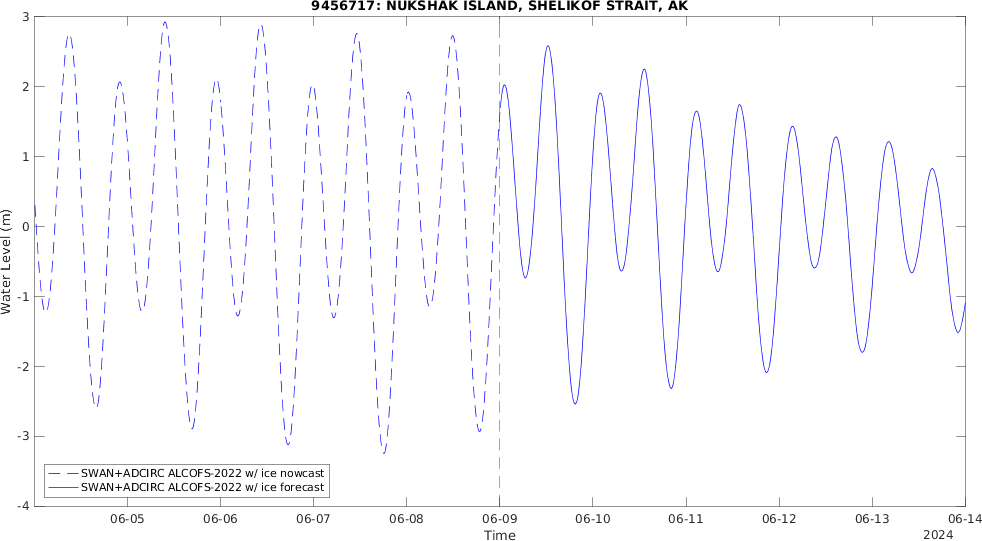 9456717: NUKSHAK ISLAND, SHELIKOF STRAIT, AK
3
2
1
0
-1
-2
-3
-4
Water Level (m)
SWAN+ADCIRC ALCOFS-2022 w/ ice nowcast
SWAN+ADCIRC ALCOFS-2022 w/ ice forecast
06-05 06-06 06-07 06-08 06-09 06-10 06-11 06-12 06-13 06-14
Time
2024